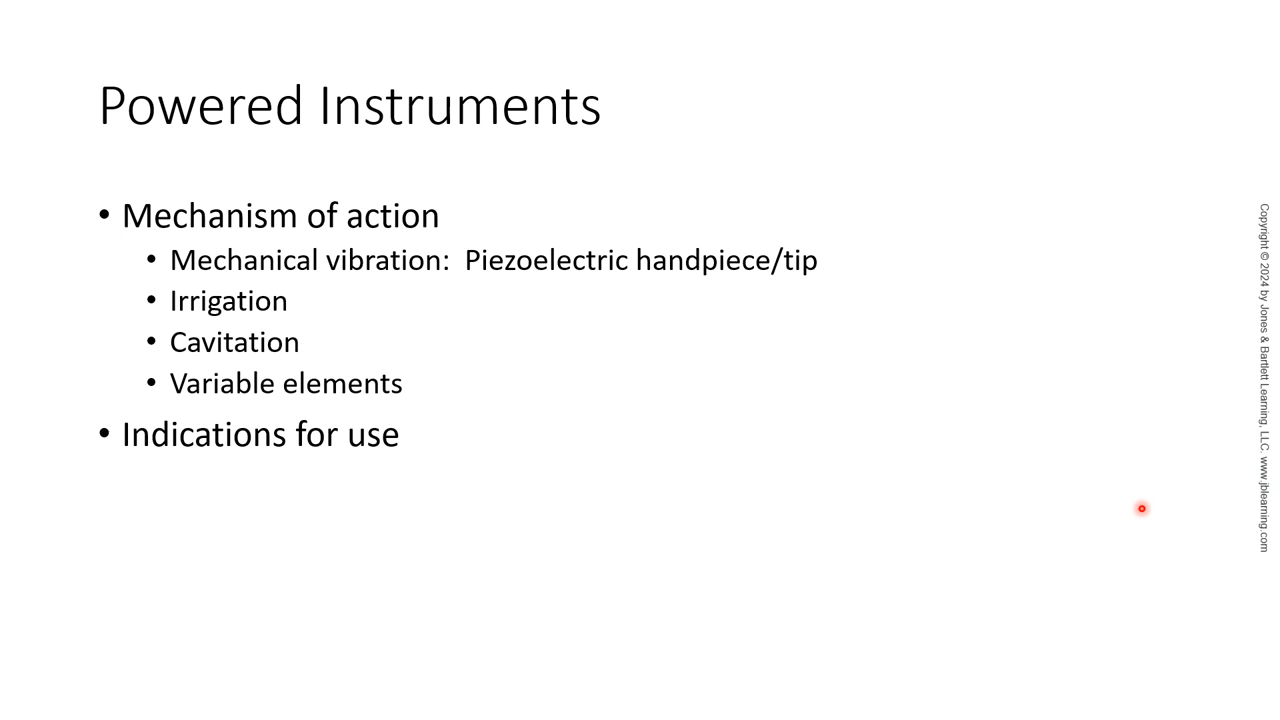 Powered Instruments
• Mechanism of action
• Mechanical vibration: Piezoelectric handpiece/tip
• Irrigation
• Cavitation
• Variable elements
• Indications for use
Copyright © 2024 by Jones & Bartlett Learning, LLC. www.jblearning.com